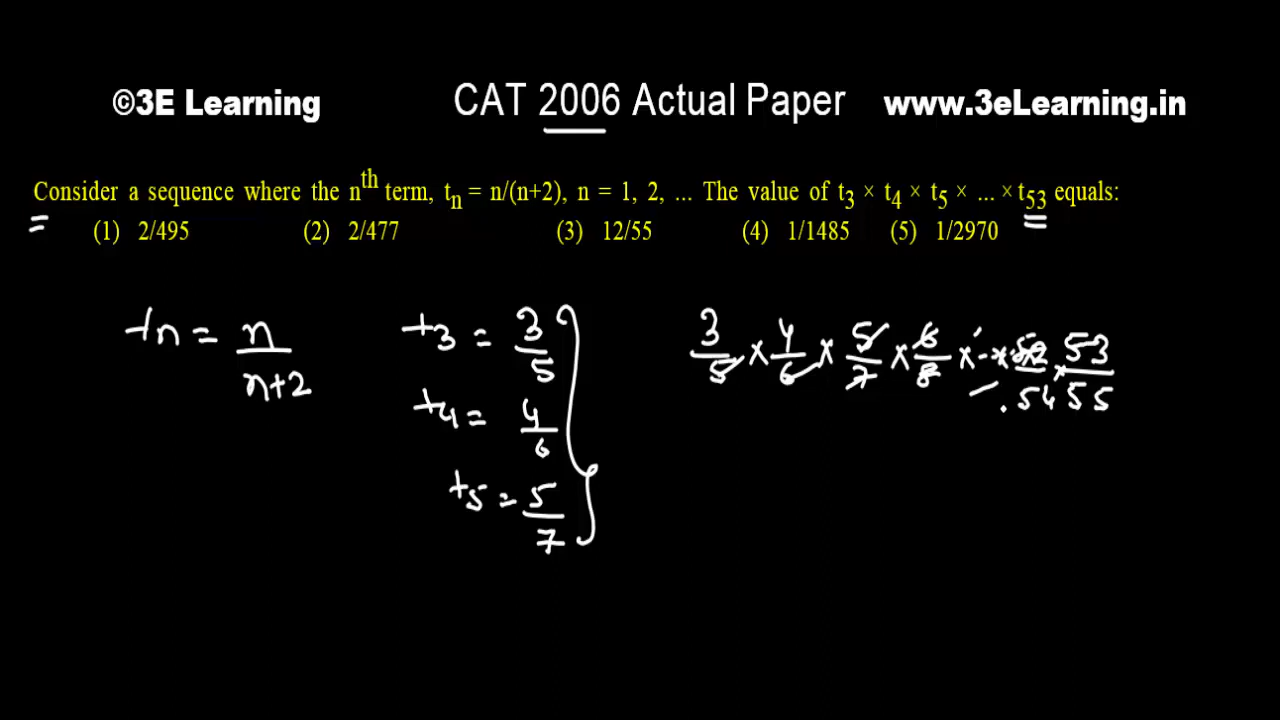 ©3E Learning CAT 2006 Actual Paper www.3eLearning.in
Consider a sequence where the nth term, tn = n/(n+2), n = 1, 2, ... The value of t3 × t4 × t5 × ... × t53 equals:
(1) 2/495 (2) 2/477 (3) 12/55 (4) 1/1485 (5) 1/2970
tn = n/n+2
t3 = 3/5
t4 = 4/6
t5 = 5/7
3/5 × 4/6 × 5/7 × 6/8 × - × 52/54 × 53/55